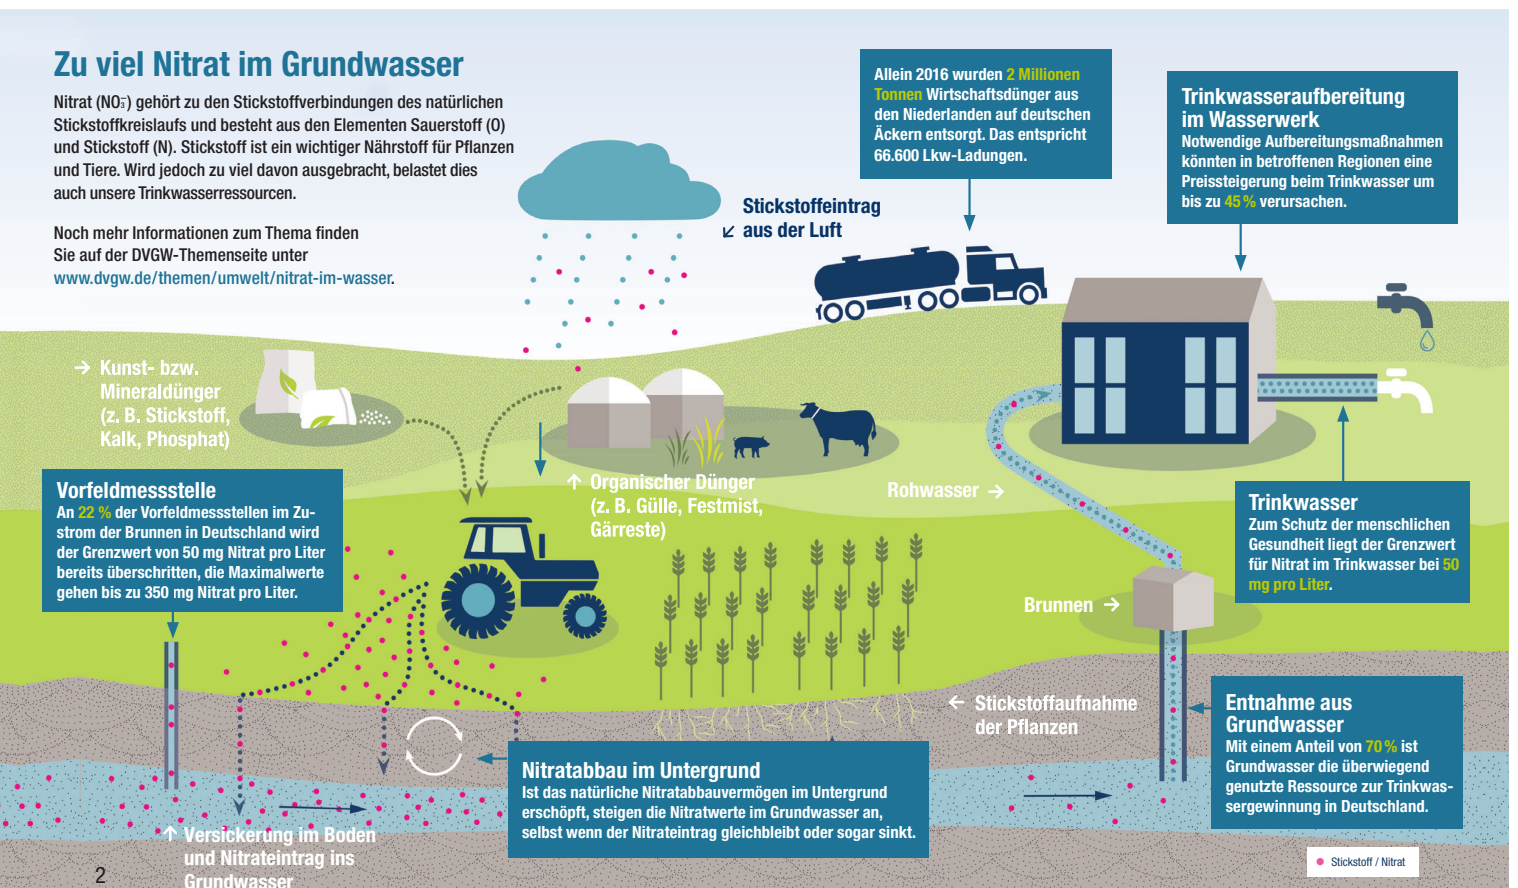 Zu viel Nitrat im Grundwasser
Nitrat (NO₃⁻) gehört zu den Stickstoffverbindungen des natürlichen
Stickstoffkreislaufs und besteht aus den Elementen Sauerstoff (O)
und Stickstoff (N). Stickstoff ist ein wichtiger Nährstoff für Pflanzen
und Tiere. Wird jedoch zu viel davon ausgebracht, belastet dies
auch unsere Trinkwasserressourcen.
Noch mehr Informationen zum Thema finden
Sie auf der DVGW-Themenseite unter
www.dvgw.de/themen/umwelt/nitrat-im-wasser.
Allein 2016 wurden 2 Millionen
Tonnen Wirtschaftsdünger aus
den Niederlanden auf deutschen
Äckern entsorgt. Das entspricht
66.600 Lkw-Ladungen.
Trinkwasseraufbereitung
im Wasserwerk
Notwendige Aufbereitungsmaßnahmen
könnten in betroffenen Regionen eine
Preissteigerung beim Trinkwasser um
bis zu 45 % verursachen.
Stickstoffeintrag
↙ aus der Luft
→ Kunst- bzw.
Mineraldünger
(z. B. Stickstoff,
Kalk, Phosphat)
↑ Organischer Dünger
(z. B. Gülle, Festmist,
Gärreste)
Rohwasser →
Vorfeldmessstelle
An 22 % der Vorfeldmessstellen im Zu-
strom der Brunnen in Deutschland wird
der Grenzwert von 50 mg Nitrat pro Liter
bereits überschritten, die Maximalwerte
gehen bis zu 350 mg Nitrat pro Liter.
Trinkwasser
Zum Schutz der menschlichen
Gesundheit liegt der Grenzwert
für Nitrat im Trinkwasser bei 50
mg pro Liter.
Brunnen →
← Stickstoffaufnahme
der Pflanzen
Entnahme aus
Grundwasser
Mit einem Anteil von 70 % ist
Grundwasser die überwiegend
genutzte Ressource zur Trinkwas-
sergewinnung in Deutschland.
Nitratabbau im Untergrund
Ist das natürliche Nitratabbauvermögen im Untergrund
erschöpft, steigen die Nitratwerte im Grundwasser an,
selbst wenn der Nitrateintrag gleichbleibt oder sogar sinkt.
↑ Versickerung im Boden
und Nitrateintrag ins
Grundwasser
Stickstoff / Nitrat
2